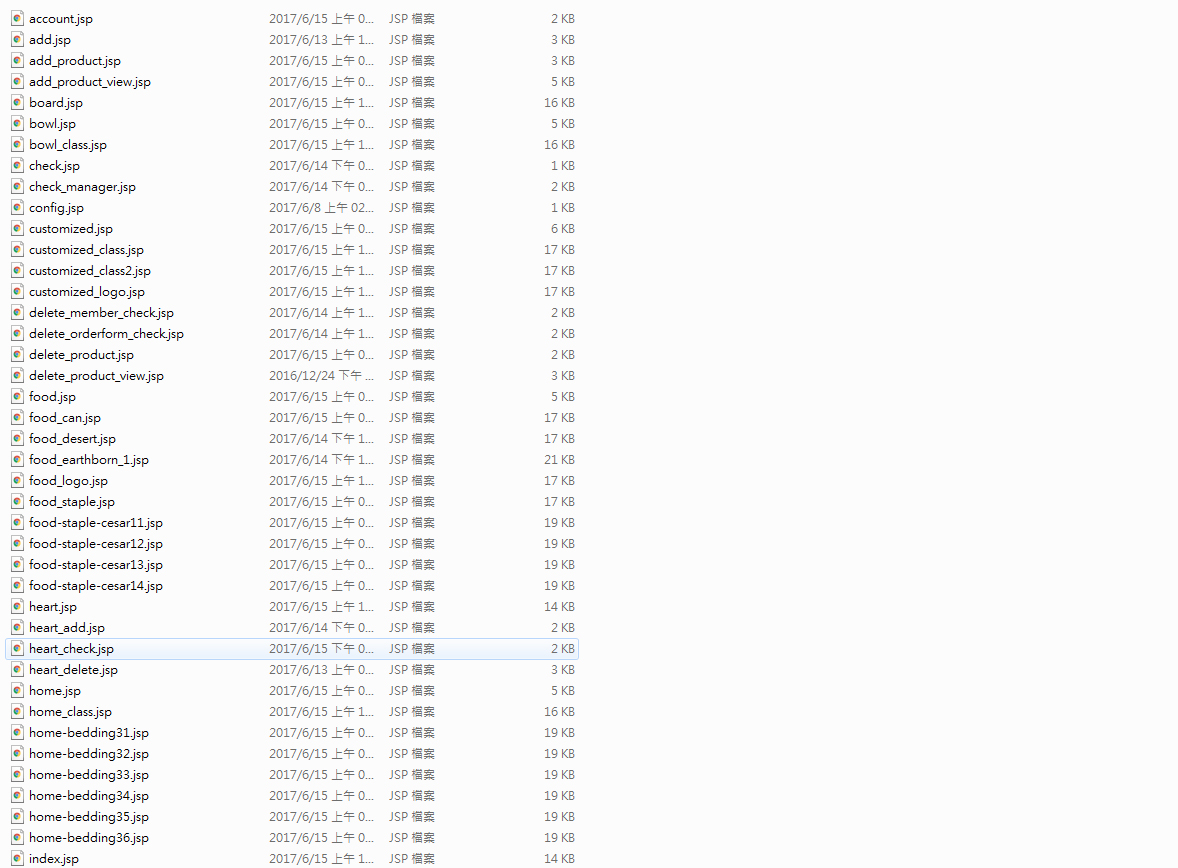 account.jsp 2017/6/15 上午 0... JSP 檔案 2 KB
add.jsp 2017/6/13 上午 1... JSP 檔案 3 KB
add_product.jsp 2017/6/15 上午 0... JSP 檔案 3 KB
add_product_view.jsp 2017/6/15 上午 0... JSP 檔案 5 KB
board.jsp 2017/6/15 上午 1... JSP 檔案 16 KB
bowl.jsp 2017/6/15 上午 0... JSP 檔案 5 KB
bowl_class.jsp 2017/6/15 上午 1... JSP 檔案 16 KB
check.jsp 2017/6/14 下午 0... JSP 檔案 1 KB
check_manager.jsp 2017/6/14 下午 0... JSP 檔案 2 KB
config.jsp 2017/6/8 上午 02... JSP 檔案 1 KB
customized.jsp 2017/6/15 上午 0... JSP 檔案 6 KB
customized_class.jsp 2017/6/15 上午 1... JSP 檔案 17 KB
customized_class2.jsp 2017/6/15 上午 1... JSP 檔案 17 KB
customized_logo.jsp 2017/6/15 上午 1... JSP 檔案 17 KB
delete_member_check.jsp 2017/6/14 上午 1... JSP 檔案 2 KB
delete_orderform_check.jsp 2017/6/14 上午 1... JSP 檔案 2 KB
delete_product.jsp 2017/6/15 上午 0... JSP 檔案 2 KB
delete_product_view.jsp 2016/12/24 下午 ... JSP 檔案 3 KB
food.jsp 2017/6/15 上午 0... JSP 檔案 5 KB
food_can.jsp 2017/6/15 上午 0... JSP 檔案 17 KB
food_desert.jsp 2017/6/14 下午 1... JSP 檔案 17 KB
food_earthborn_1.jsp 2017/6/14 下午 1... JSP 檔案 21 KB
food_logo.jsp 2017/6/15 上午 1... JSP 檔案 17 KB
food_staple.jsp 2017/6/15 上午 0... JSP 檔案 17 KB
food-staple-cesar11.jsp 2017/6/15 上午 0... JSP 檔案 19 KB
food-staple-cesar12.jsp 2017/6/15 上午 0... JSP 檔案 19 KB
food-staple-cesar13.jsp 2017/6/15 上午 0... JSP 檔案 19 KB
food-staple-cesar14.jsp 2017/6/15 上午 0... JSP 檔案 19 KB
heart.jsp 2017/6/15 上午 1... JSP 檔案 14 KB
heart_add.jsp 2017/6/14 下午 0... JSP 檔案 2 KB
heart_check.jsp 2017/6/15 下午 0... JSP 檔案 2 KB
heart_delete.jsp 2017/6/13 上午 0... JSP 檔案 3 KB
home.jsp 2017/6/15 上午 0... JSP 檔案 5 KB
home_class.jsp 2017/6/15 上午 1... JSP 檔案 16 KB
home-bedding31.jsp 2017/6/15 上午 0... JSP 檔案 19 KB
home-bedding32.jsp 2017/6/15 上午 0... JSP 檔案 19 KB
home-bedding33.jsp 2017/6/15 上午 0... JSP 檔案 19 KB
home-bedding34.jsp 2017/6/15 上午 0... JSP 檔案 19 KB
home-bedding35.jsp 2017/6/15 上午 0... JSP 檔案 19 KB
home-bedding36.jsp 2017/6/15 上午 0... JSP 檔案 19 KB
index.jsp 2017/6/15 上午 1... JSP 檔案 14 KB